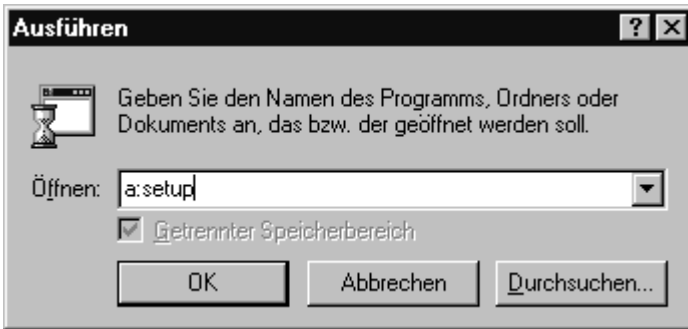 Ausführen
Geben Sie den Namen des Programms, Ordners oder
Dokuments an, das bzw. der geöffnet werden soll.
Öffnen: a:setup
Getrennter Speicherbereich
OK Abbrechen Durchsuchen...